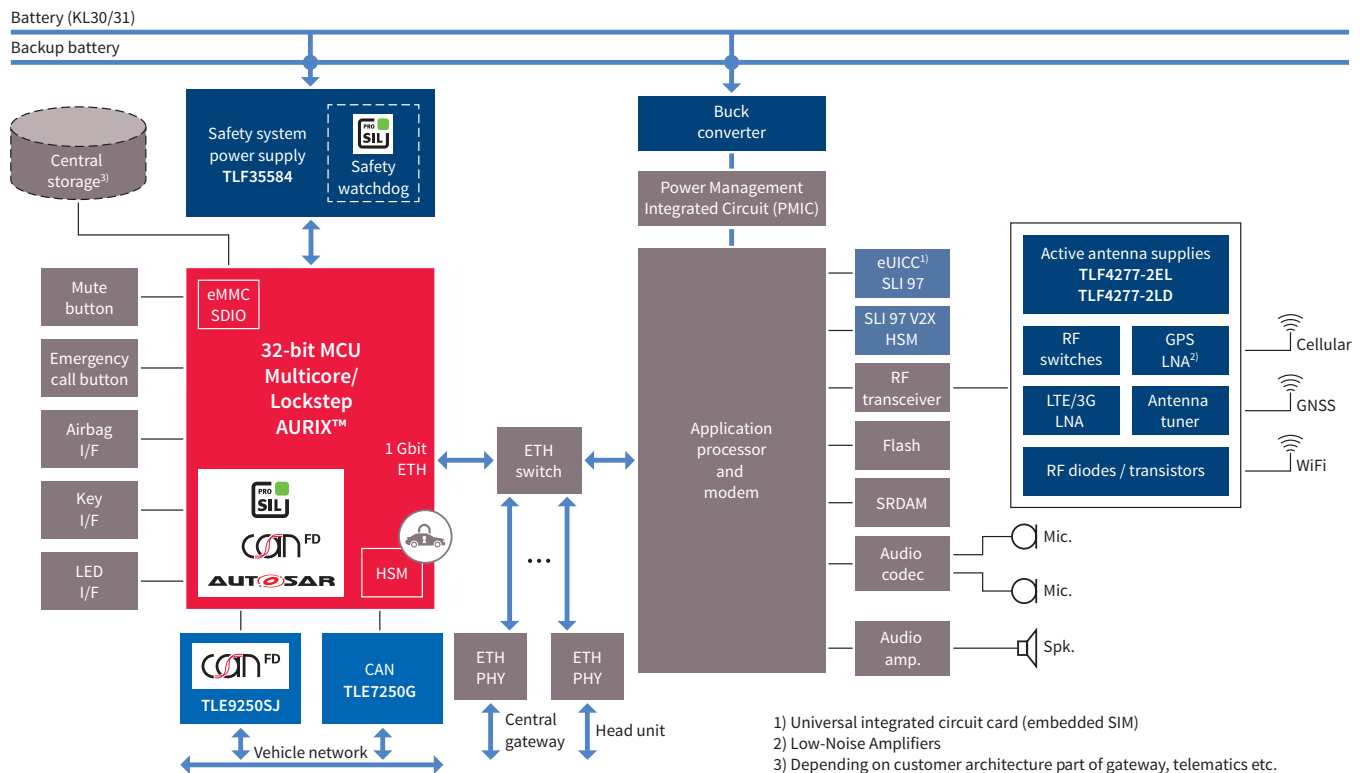 Battery (KL30/31)
Backup battery
Central
storage3)
Safety system
power supply
TLF35584
PRO
SIL
Safety
watchdog
Buck
converter
Power Management
Integrated Circuit (PMIC)
Mute
button
Emergency
call button
Airbag
I/F
Key
I/F
LED
I/F
eMMC
SDIO
32-bit MCU
Multicore/
Lockstep
AURIX™
1 Gbit
ETH
PRO
SIL
CAN FD
AUTOSAR
HSM
CAN FD
TLE9250SJ
CAN
TLE7250G
Vehicle network
ETH
switch
...
ETH
PHY
ETH
PHY
Central
gateway
Head unit
Application
processor
and
modem
eUICC1)
SLI 97
SLI 97 V2X
HSM
RF
transceiver
Flash
SRDAM
Audio
codec
Audio
amp.
Mic.
Mic.
Spk.
Active antenna supplies
TLF4277-2EL
TLF4277-2LD
RF
switches
GPS
LNA2)
LTE/3G
LNA
Antenna
tuner
RF diodes / transistors
Cellular
GNSS
WiFi
1) Universal integrated circuit card (embedded SIM)
2) Low-Noise Amplifiers
3) Depending on customer architecture part of gateway, telematics etc.